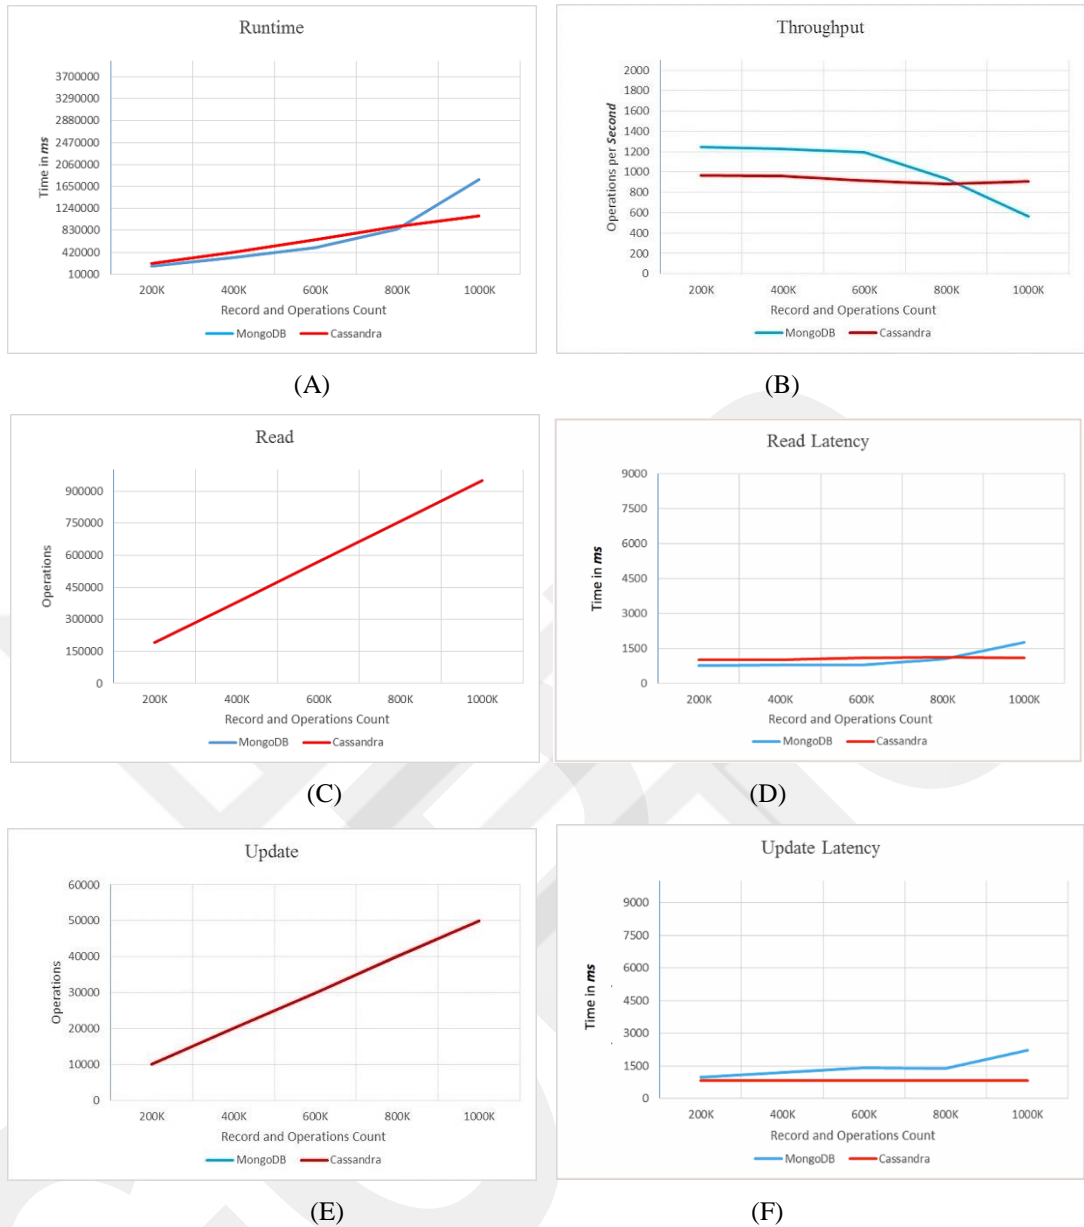 Runtime
Time in ms
3700000
3290000
2880000
2470000
2060000
1650000
1240000
830000
420000
10000
200K 400K 600K 800K 1000K
Record and Operations Count
MongoDB Cassandra
(A)
Throughput
Operations per Second
2000
1800
1600
1400
1200
1000
800
600
400
200
0
200K 400K 600K 800K 1000K
Record and Operations Count
MongoDB Cassandra
(B)
Read
Operations
900000
750000
600000
450000
300000
150000
0
200K 400K 600K 800K 1000K
Record and Operations Count
MongoDB Cassandra
(C)
Read Latency
Time in ms
9000
7500
6000
4500
3000
1500
0
200K 400K 600K 800K 1000K
Record and Operations Count
MongoDB Cassandra
(D)
Update
Operations
60000
50000
40000
30000
20000
10000
0
200K 400K 600K 800K 1000K
Record and Operations Count
MongoDB Cassandra
(E)
Update Latency
Time in ms
9000
7500
6000
4500
3000
1500
0
200K 400K 600K 800K 1000K
Record and Operations Count
MongoDB Cassandra
(F)